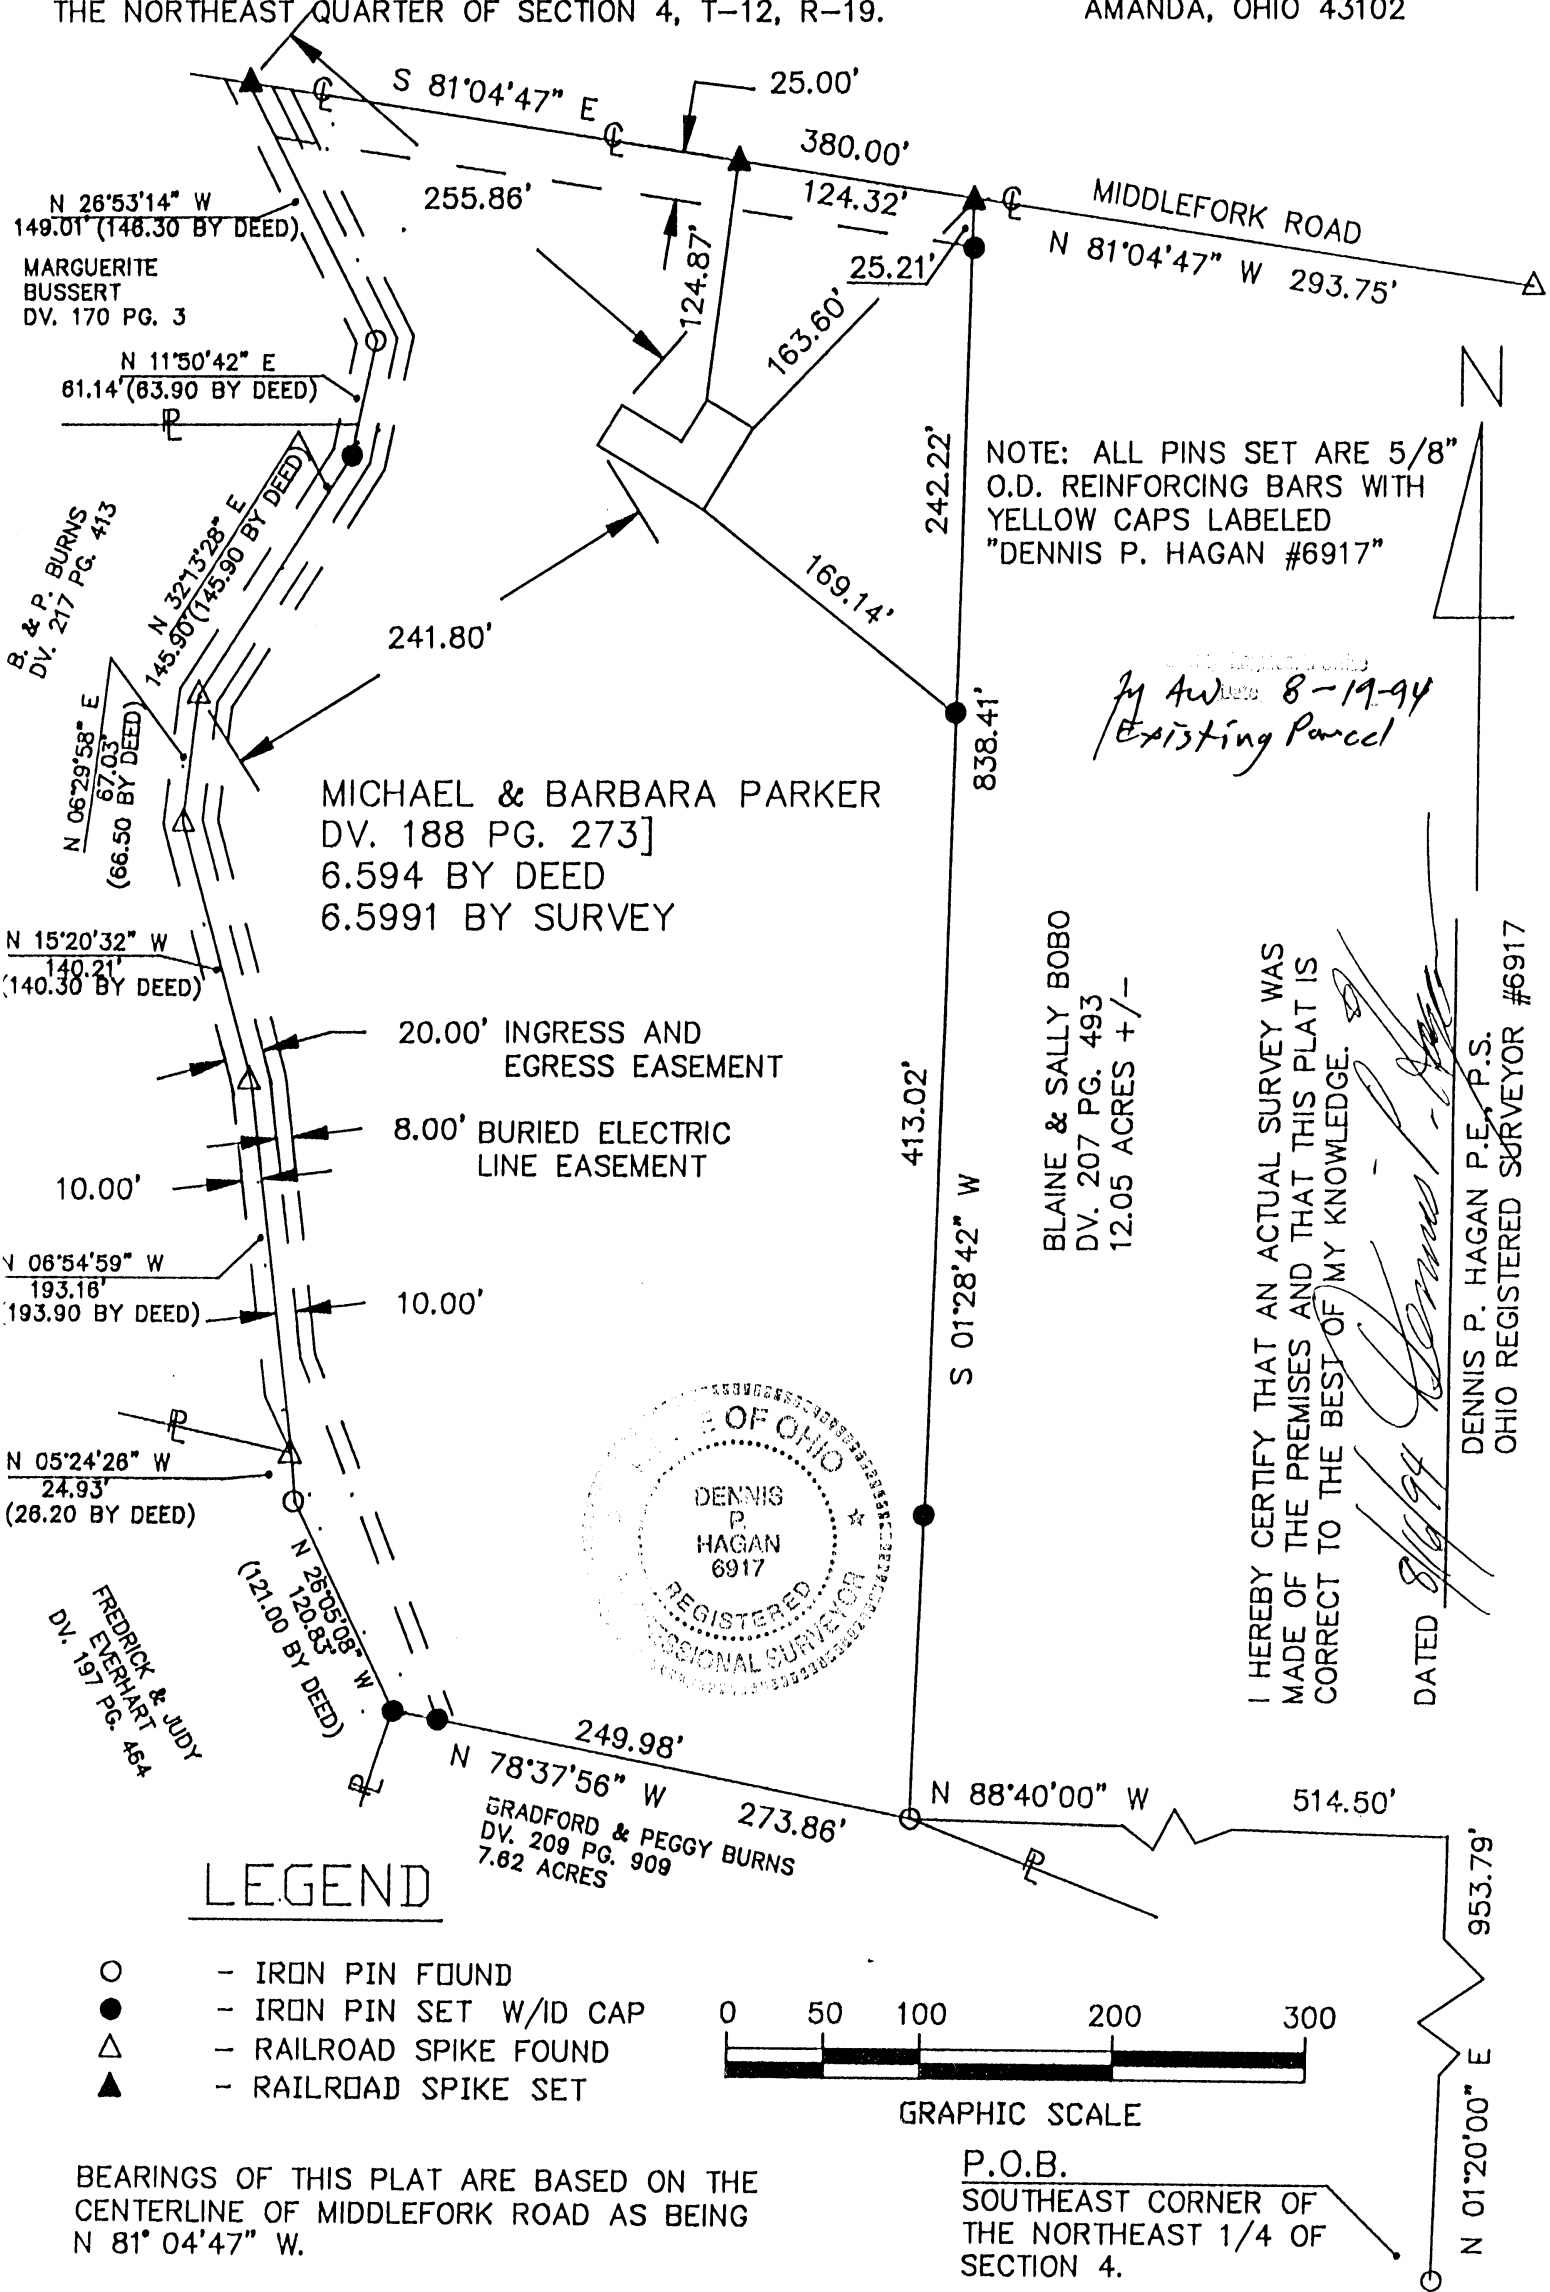 THE NORTHEAST QUARTER OF SECTION 4, T-12, R-19.
AMANDA, OHIO 43102
S 81°04'47" E
25.00'
380.00'
255.86'
124.32'
MIDDLEFORK ROAD
N 81°04'47" W 293.75'
N 26°53'14" W
149.01' (146.30 BY DEED)
MARGUERITE
BUSSERT
DV. 170 PG. 3
124.87'
25.21'
163.60'
N 11°50'42" E
61.14' (63.90 BY DEED)
N
242.22'
NOTE: ALL PINS SET ARE 5/8"
O.D. REINFORCING BARS WITH
YELLOW CAPS LABELED
"DENNIS P. HAGAN #6917"
B. & P. BURNS
DV. 217 PG. 413
N 32°13'28" E
145.90' (145.90 BY DEED)
169.14'
241.80'
8-19-94
Existing Parcel
838.41'
N 06°29'58" E
67.03'
(66.50 BY DEED)
MICHAEL & BARBARA PARKER
DV. 188 PG. 273]
6.594 BY DEED
6.5991 BY SURVEY
N 15°20'32" W
140.21'
(140.30 BY DEED)
20.00' INGRESS AND
EGRESS EASEMENT
8.00' BURIED ELECTRIC
LINE EASEMENT
10.00'
BLAINE & SALLY BOBO
DV. 207 PG. 493
12.05 ACRES +/-
413.02'
S 01°28'42" W
N 06°54'59" W
193.16'
(193.90 BY DEED)
10.00'
I HEREBY CERTIFY THAT AN ACTUAL SURVEY WAS
MADE OF THE PREMISES AND THAT THIS PLAT IS
CORRECT TO THE BEST OF MY KNOWLEDGE.
DATED 8/16/94
DENNIS P. HAGAN P.E., P.S.
OHIO REGISTERED SURVEYOR #6917
N 05°24'26" W
24.93'
(26.20 BY DEED)
OF OHIO
DENNIS
P.
HAGAN
6917
REGISTERED
SURVEYOR
N 26°05'08" W
120.83'
(121.00 BY DEED)
FREDRICK & JUDY
EVERHART
DV. 197 PG. 464
249.98'
N 78°37'56" W
273.86'
GRADFORD & PEGGY BURNS
DV. 209 PG. 909
7.62 ACRES
N 88°40'00" W
514.50'
953.79'
N 01°20'00" E
LEGEND
- IRON PIN FOUND
- IRON PIN SET W/ID CAP
- RAILROAD SPIKE FOUND
- RAILROAD SPIKE SET
0 50 100 200 300
GRAPHIC SCALE
BEARINGS OF THIS PLAT ARE BASED ON THE
CENTERLINE OF MIDDLEFORK ROAD AS BEING
N 81° 04'47" W.
P.O.B.
SOUTHEAST CORNER OF
THE NORTHEAST 1/4 OF
SECTION 4.